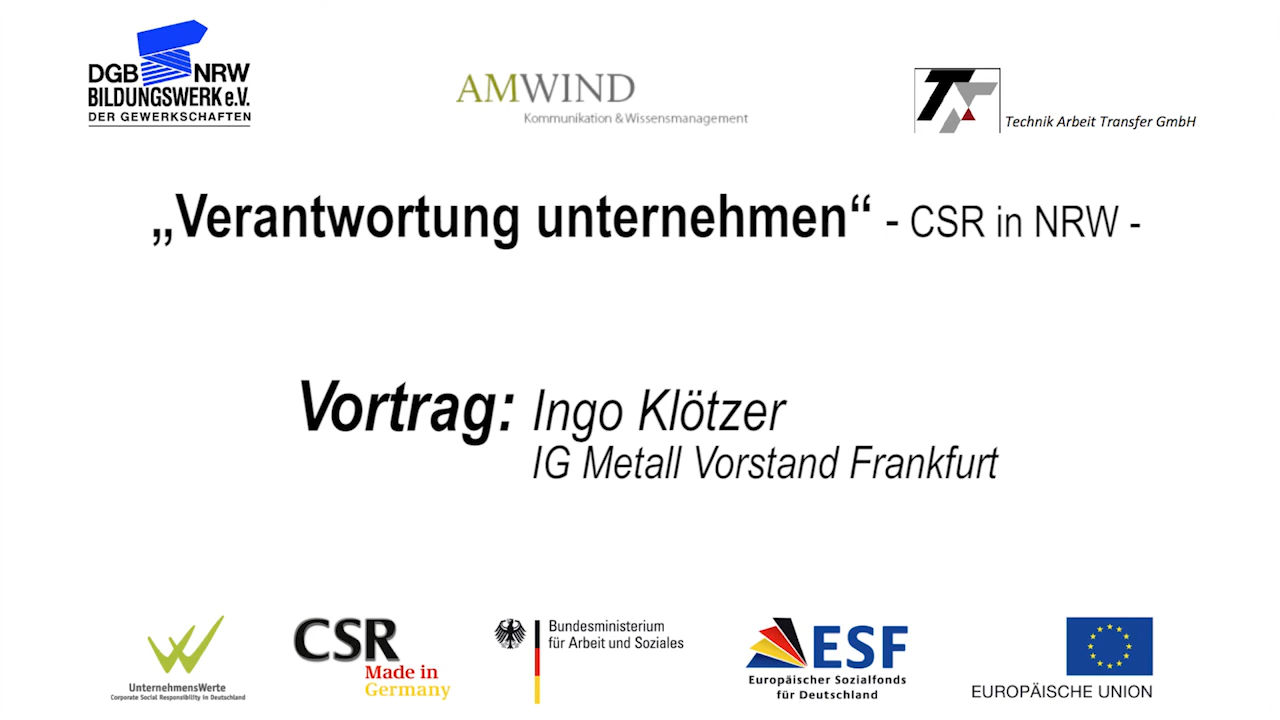 DGB NRW
BILDUNGSWERK e.V.
DER GEWERKSCHAFTEN
AMWIND
Kommunikation & Wissensmanagement
Technik Arbeit Transfer GmbH
„Verantwortung unternehmen“ - CSR in NRW -
Vortrag: Ingo Klötzer
IG Metall Vorstand Frankfurt
UnternehmensWerte
Corporate Social Responsibility in Deutschland
CSR
Made in
Germany
Bundesministerium
für Arbeit und Soziales
ESF
Europäischer Sozialfonds
für Deutschland
EUROPÄISCHE UNION